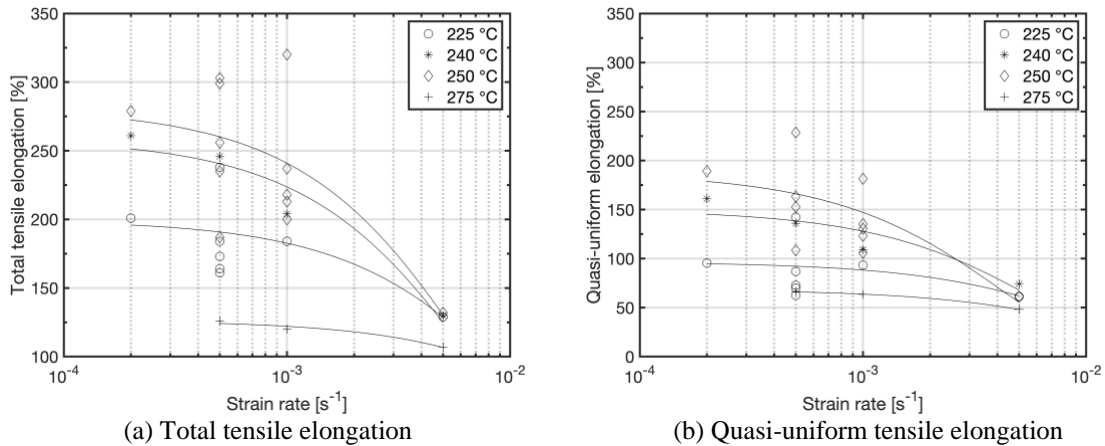 350
300
250
200
150
100
Total tensile elongation [%]
10⁻⁴
10⁻³
10⁻²
Strain rate [s⁻¹]
225 °C
240 °C
250 °C
275 °C
(a) Total tensile elongation
350
300
250
200
150
100
50
0
Quasi-uniform elongation [%]
10⁻⁴
10⁻³
10⁻²
Strain rate [s⁻¹]
225 °C
240 °C
250 °C
275 °C
(b) Quasi-uniform tensile elongation